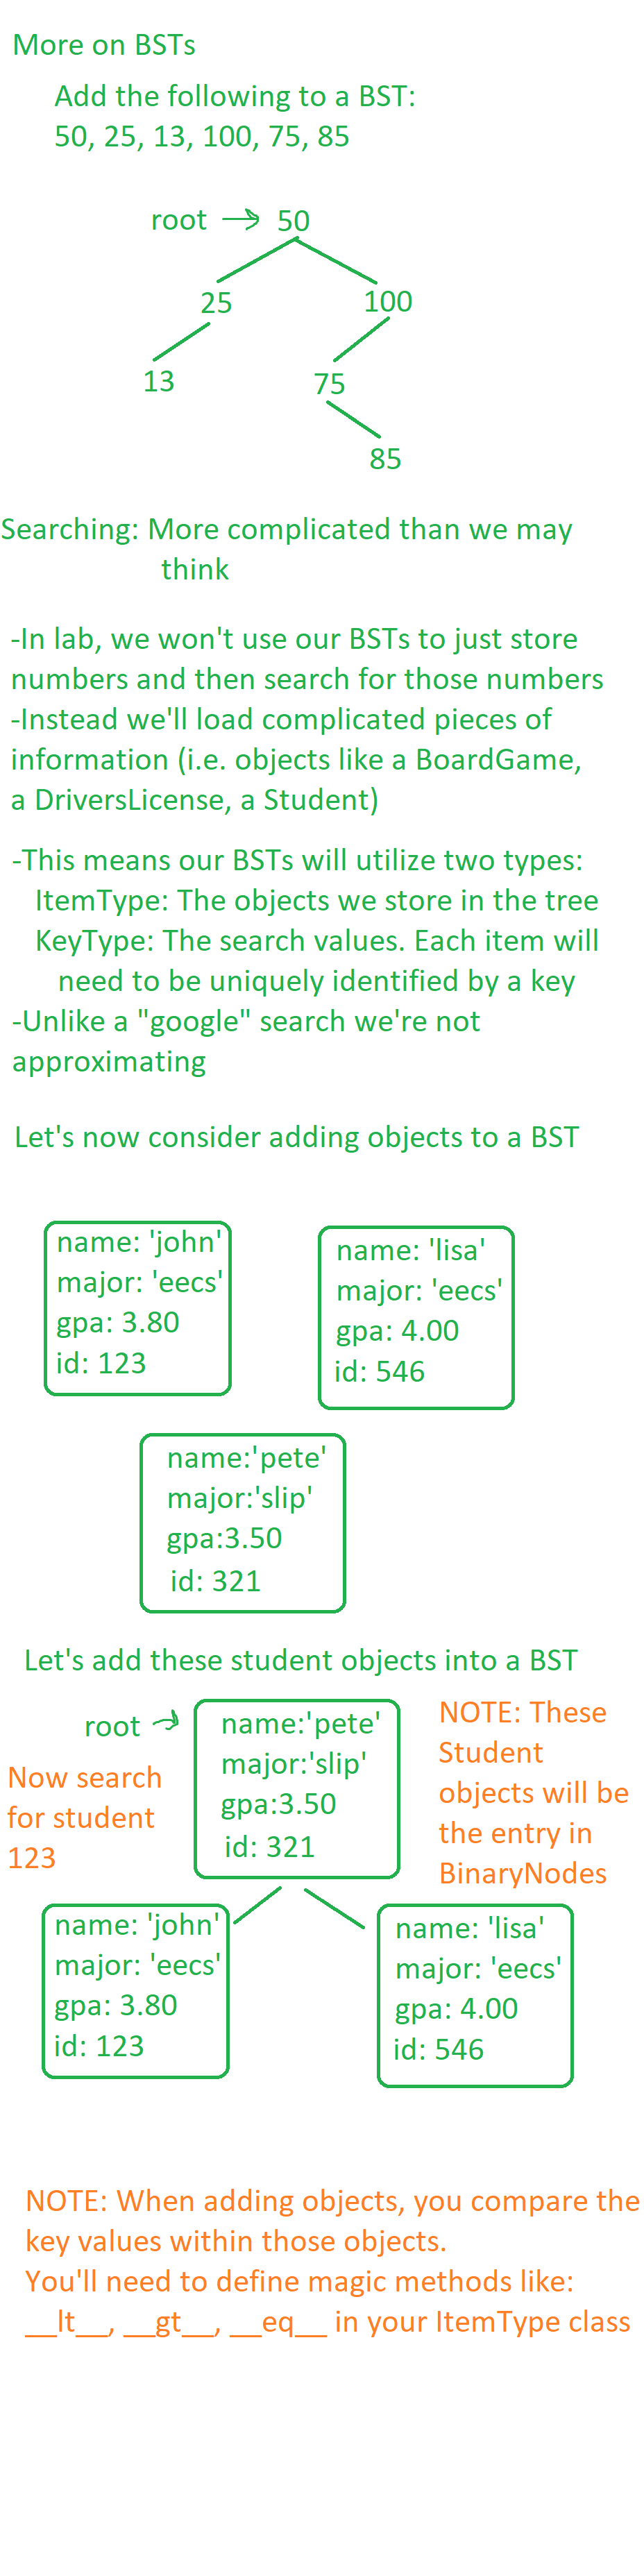 More on BSTs
Add the following to a BST:
50, 25, 13, 100, 75, 85
root
50
25
100
13
75
85
Searching: More complicated than we may
think
-In lab, we won't use our BSTs to just store
numbers and then search for those numbers
-Instead we'll load complicated pieces of
information (i.e. objects like a BoardGame,
a DriversLicense, a Student)
-This means our BSTs will utilize two types:
ItemType: The objects we store in the tree
KeyType: The search values. Each item will
need to be uniquely identified by a key
-Unlike a "google" search we're not
approximating
Let's now consider adding objects to a BST
name: 'john'
major: 'eecs'
gpa: 3.80
id: 123
name: 'lisa'
major: 'eecs'
gpa: 4.00
id: 546
name:'pete'
major:'slip'
gpa:3.50
id: 321
Let's add these student objects into a BST
root
name:'pete'
major:'slip'
gpa:3.50
id: 321
NOTE: These
Student
objects will be
the entry in
BinaryNodes
Now search
for student
123
name: 'john'
major: 'eecs'
gpa: 3.80
id: 123
name: 'lisa'
major: 'eecs'
gpa: 4.00
id: 546
NOTE: When adding objects, you compare the
key values within those objects.
You'll need to define magic methods like:
__lt__, __gt__, __eq__ in your ItemType class